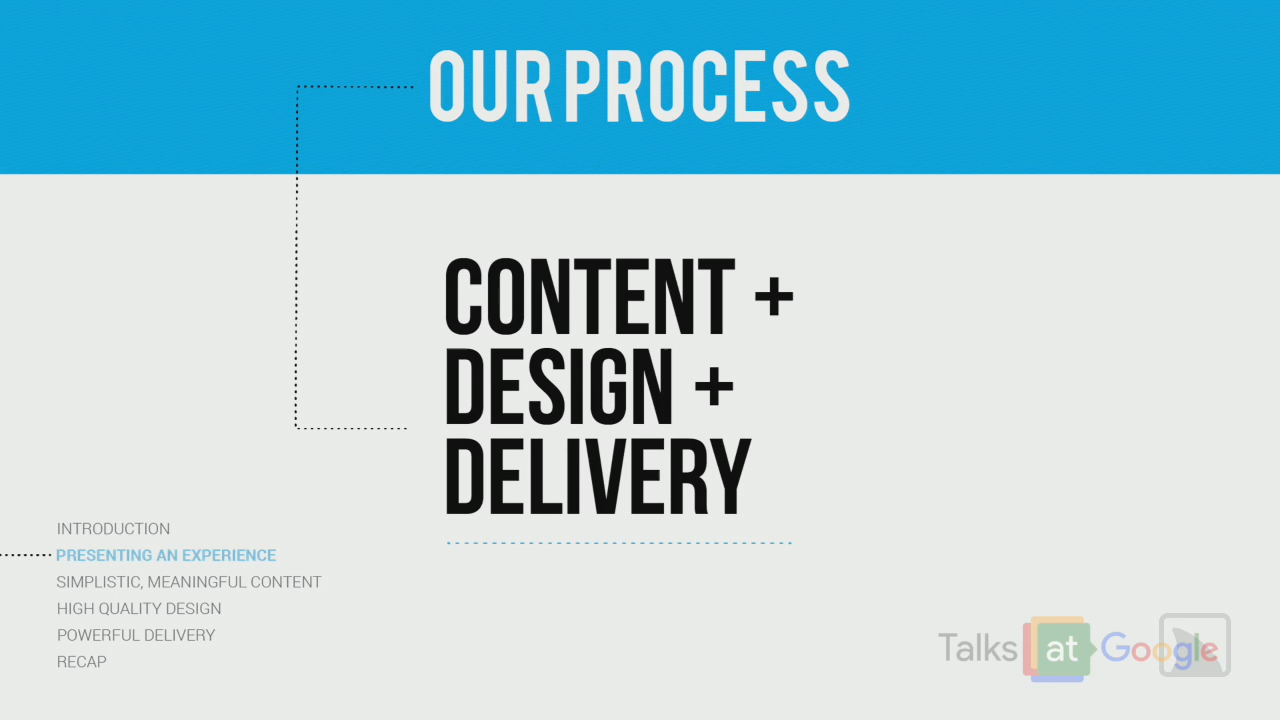 OUR PROCESS
CONTENT +
DESIGN +
DELIVERY
INTRODUCTION
PRESENTING AN EXPERIENCE
SIMPLISTIC, MEANINGFUL CONTENT
HIGH QUALITY DESIGN
POWERFUL DELIVERY
RECAP
Talks at Google